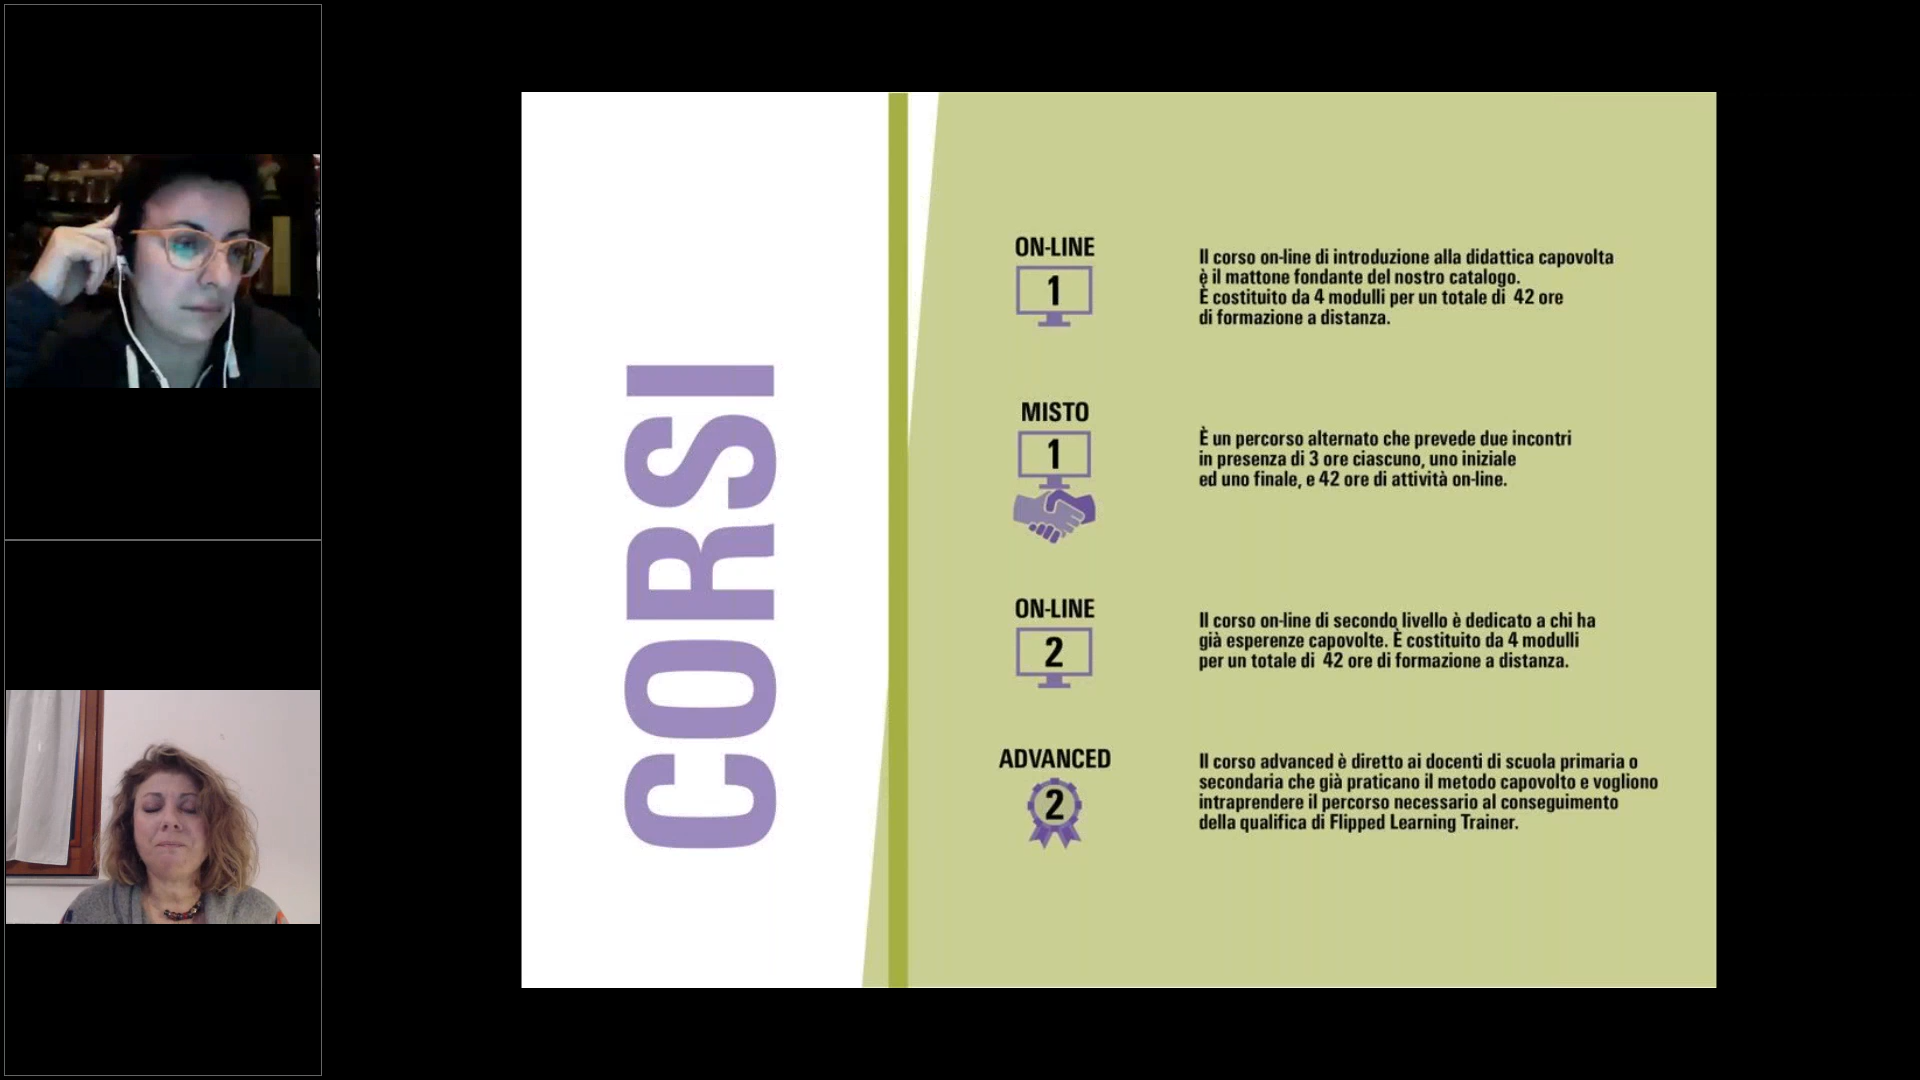 CORSI
ON-LINE
1
Il corso on-line di introduzione alla didattica capovolta
è il mattone fondante del nostro catalogo.
È costituito da 4 modulli per un totale di 42 ore
di formazione a distanza.
MISTO
1
È un percorso alternato che prevede due incontri
in presenza di 3 ore ciascuno, uno iniziale
ed uno finale, e 42 ore di attività on-line.
ON-LINE
2
Il corso on-line di secondo livello è dedicato a chi ha
già esperenze capovolte. È costituito da 4 modulli
per un totale di 42 ore di formazione a distanza.
ADVANCED
2
Il corso advanced è diretto ai docenti di scuola primaria o
secondaria che già praticano il metodo capovolto e vogliono
intraprendere il percorso necessario al conseguimento
della qualifica di Flipped Learning Trainer.